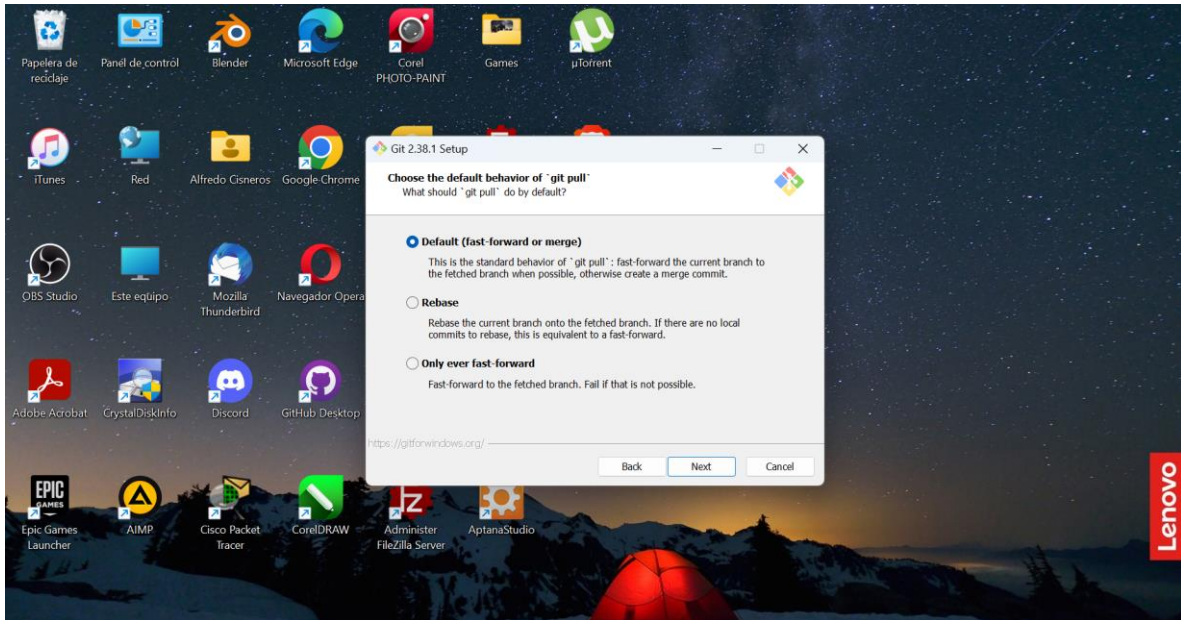 Papelera de
reciclaje
Panel de control
Blender
Microsoft Edge
Corel
PHOTO-PAINT
Games
µTorrent
iTunes
Red
Alfredo Cisneros
Google Chrome
OBS Studio
Este equipo
Mozilla
Thunderbird
Navegador Opera
Adobe Acrobat
CrystalDiskInfo
Discord
GitHub Desktop
EPIC
GAMES
Epic Games
Launcher
AIMP
Cisco Packet
Tracer
CorelDRAW
Administer
FileZilla Server
AptanaStudio
Git 2.38.1 Setup
Choose the default behavior of `git pull`
What should `git pull` do by default?
Default (fast-forward or merge)
This is the standard behavior of `git pull`: fast-forward the current branch to
the fetched branch when possible, otherwise create a merge commit.
Rebase
Rebase the current branch onto the fetched branch. If there are no local
commits to rebase, this is equivalent to a fast-forward.
Only ever fast-forward
Fast-forward to the fetched branch. Fail if that is not possible.
https://gitforwindows.org/
Back
Next
Cancel
Lenovo